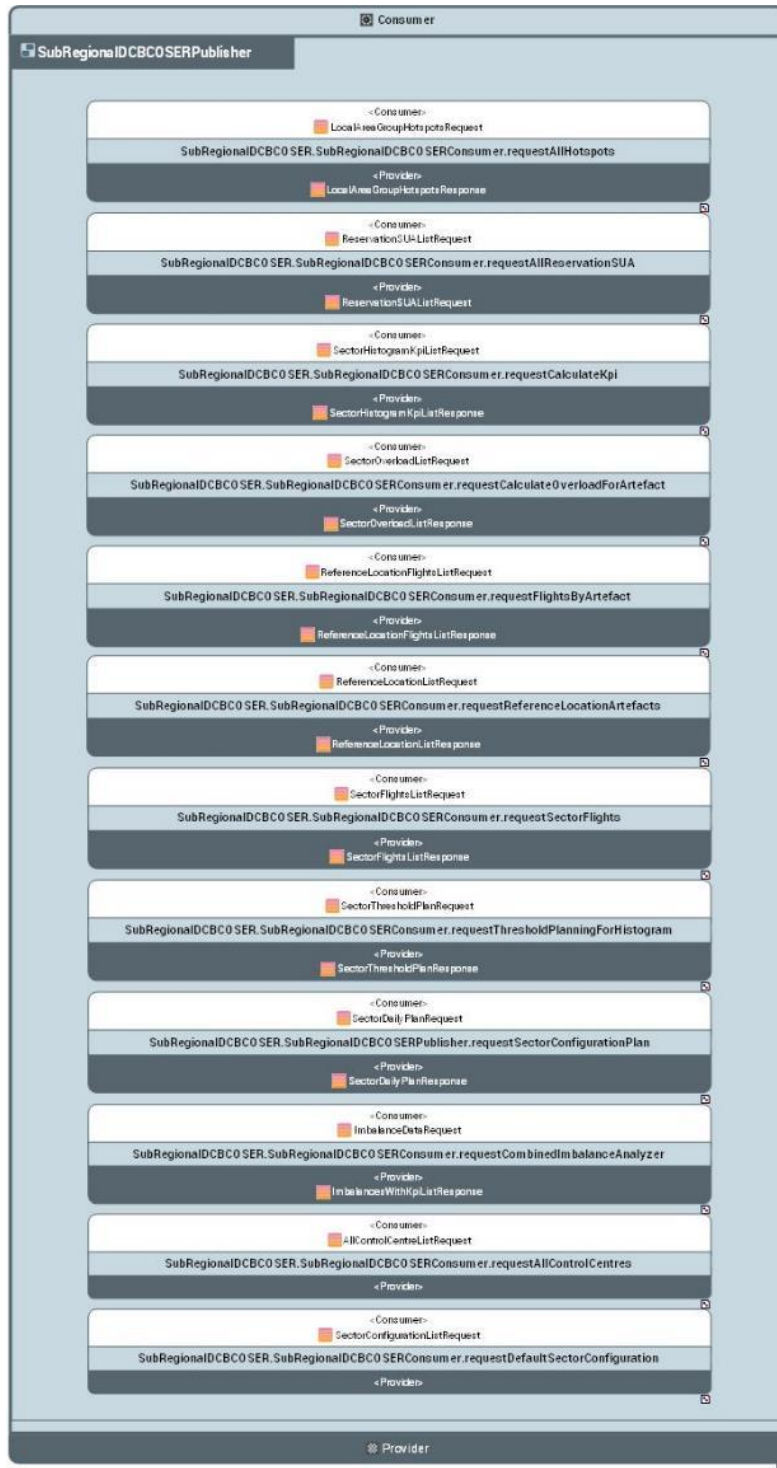 Consumer
SubRegionalDCBCOSERPublisher
<Consumer>
LocalAreaGroupHotspotsRequest
SubRegionalDCBCOSER.SubRegionalDCBCOSERConsumer.requestAllHotspots
<Provider>
LocalAreaGroupHotspotsResponse
<Consumer>
ReservationSUAListRequest
SubRegionalDCBCOSER.SubRegionalDCBCOSERConsumer.requestAllReservationSUA
<Provider>
ReservationSUAListRequest
<Consumer>
SectorHistogramKpiListRequest
SubRegionalDCBCOSER.SubRegionalDCBCOSERConsumer.requestCalculateKpi
<Provider>
SectorHistogramKpiListResponse
<Consumer>
SectorOverloadListRequest
SubRegionalDCBCOSER.SubRegionalDCBCOSERConsumer.requestCalculateOverloadForArtefact
<Provider>
SectorOverloadListResponse
<Consumer>
ReferenceLocationFlightsListRequest
SubRegionalDCBCOSER.SubRegionalDCBCOSERConsumer.requestFlightsByArtefact
<Provider>
ReferenceLocationFlightsListResponse
<Consumer>
ReferenceLocationListRequest
SubRegionalDCBCOSER.SubRegionalDCBCOSERConsumer.requestReferenceLocationArtefacts
<Provider>
ReferenceLocationListResponse
<Consumer>
SectorFlightsListRequest
SubRegionalDCBCOSER.SubRegionalDCBCOSERConsumer.requestSectorFlights
<Provider>
SectorFlightsListResponse
<Consumer>
SectorThresholdPlanRequest
SubRegionalDCBCOSER.SubRegionalDCBCOSERConsumer.requestThresholdPlanningForHistogram
<Provider>
SectorThresholdPlanResponse
<Consumer>
SectorDailyPlanRequest
SubRegionalDCBCOSER.SubRegionalDCBCOSERPublisher.requestSectorConfigurationPlan
<Provider>
SectorDailyPlanResponse
<Consumer>
ImbalanceDataRequest
SubRegionalDCBCOSER.SubRegionalDCBCOSERConsumer.requestCombinedImbalanceAnalyzer
<Provider>
ImbalancesWithKpiListResponse
<Consumer>
AllControlCentreListRequest
SubRegionalDCBCOSER.SubRegionalDCBCOSERConsumer.requestAllControlCentres
<Provider>
<Consumer>
SectorConfigurationListRequest
SubRegionalDCBCOSER.SubRegionalDCBCOSERConsumer.requestDefaultSectorConfiguration
<Provider>
Provider